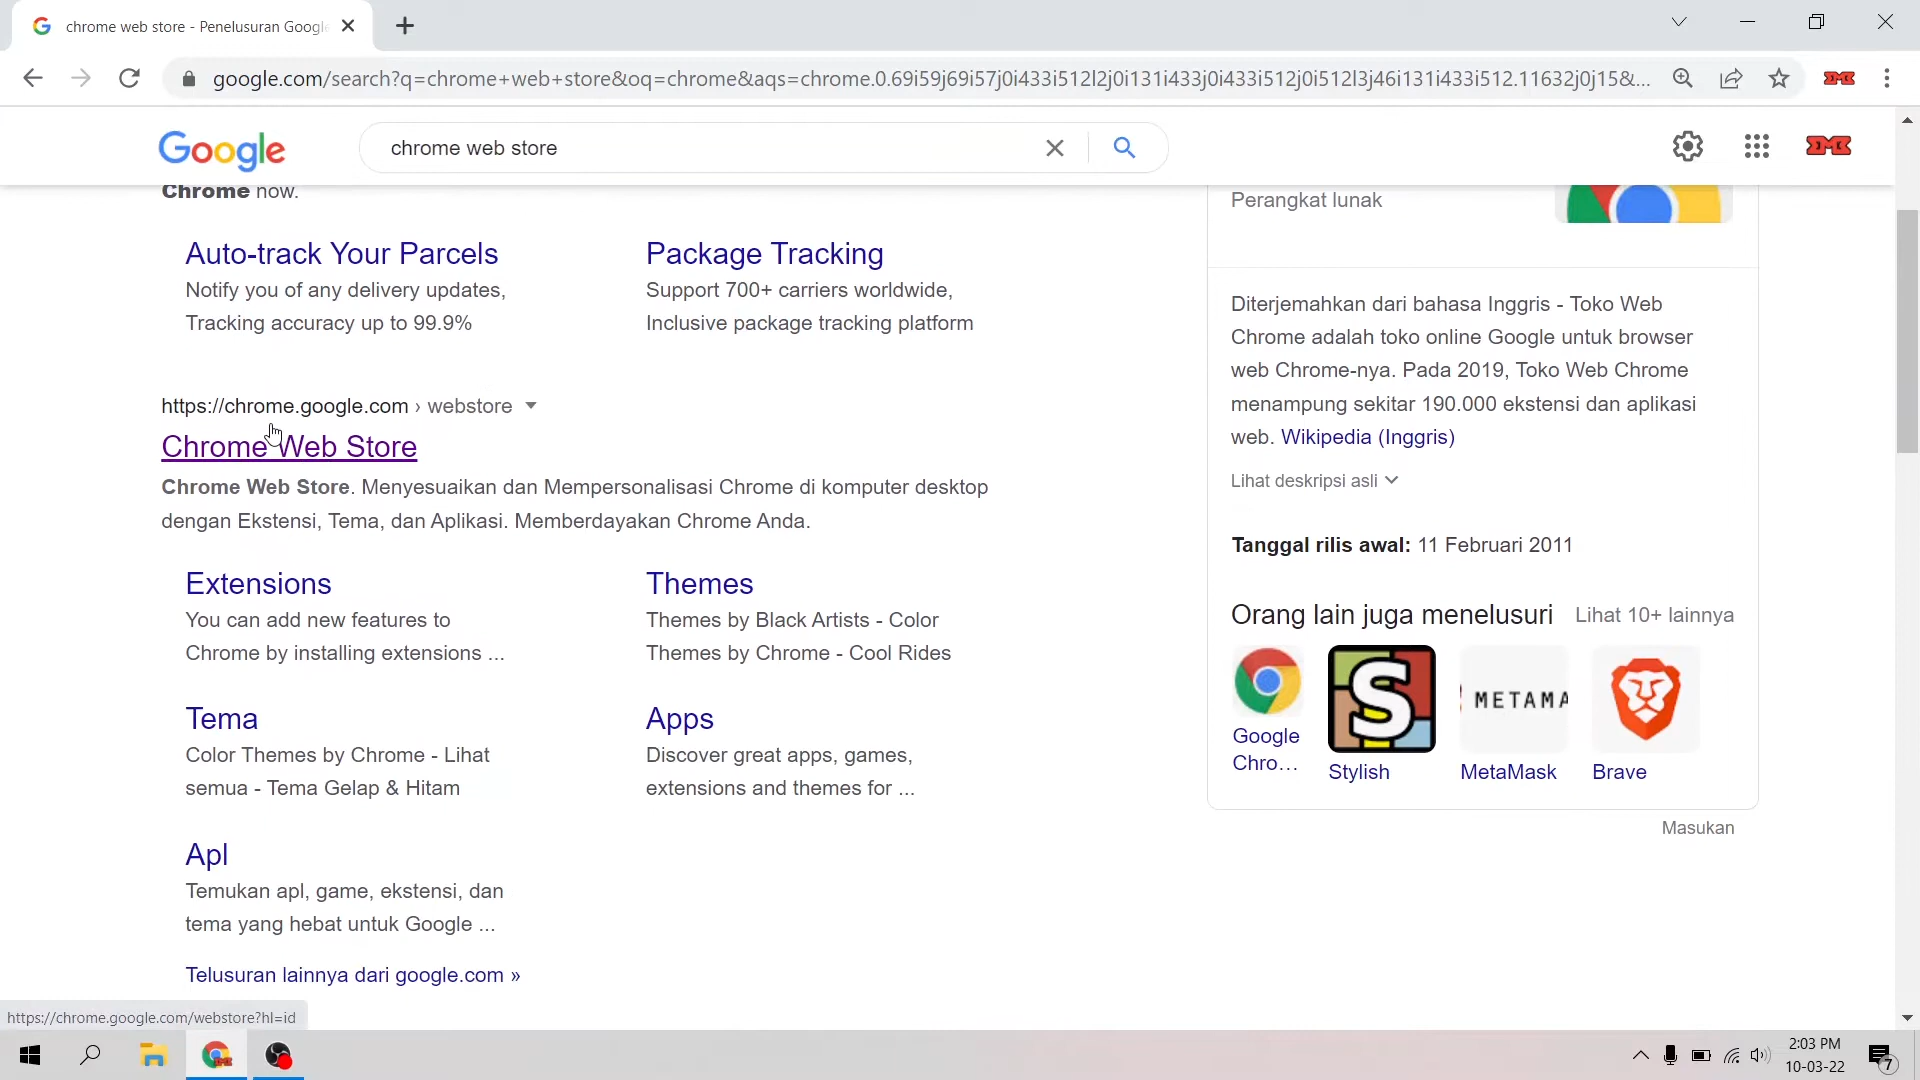 chrome web store - Penelusuran Google
google.com/search?q=chrome+web+store&oq=chrome&aqs=chrome.0.69i59j69i57j0i433i512l2j0i131i433j0i433i512j0i512l3j46i131i433i512.11632j0j15&...
Google
chrome web store
Chrome now.
Auto-track Your Parcels
Notify you of any delivery updates,
Tracking accuracy up to 99.9%
Package Tracking
Support 700+ carriers worldwide,
Inclusive package tracking platform
https://chrome.google.com › webstore
Chrome Web Store
Chrome Web Store. Menyesuaikan dan Mempersonalisasi Chrome di komputer desktop
dengan Ekstensi, Tema, dan Aplikasi. Memberdayakan Chrome Anda.
Extensions
You can add new features to
Chrome by installing extensions ...
Themes
Themes by Black Artists - Color
Themes by Chrome - Cool Rides
Tema
Color Themes by Chrome - Lihat
semua - Tema Gelap & Hitam
Apps
Discover great apps, games,
extensions and themes for ...
Apl
Temukan apl, game, ekstensi, dan
tema yang hebat untuk Google ...
Telusuran lainnya dari google.com »
Perangkat lunak
Diterjemahkan dari bahasa Inggris - Toko Web
Chrome adalah toko online Google untuk browser
web Chrome-nya. Pada 2019, Toko Web Chrome
menampung sekitar 190.000 ekstensi dan aplikasi
web. Wikipedia (Inggris)
Lihat deskripsi asli
Tanggal rilis awal: 11 Februari 2011
Orang lain juga menelusuri Lihat 10+ lainnya
S
METAMA
Google
Chro...
Stylish
MetaMask
Brave
Masukan
https://chrome.google.com/webstore?hl=id
2:03 PM
10-03-22
7